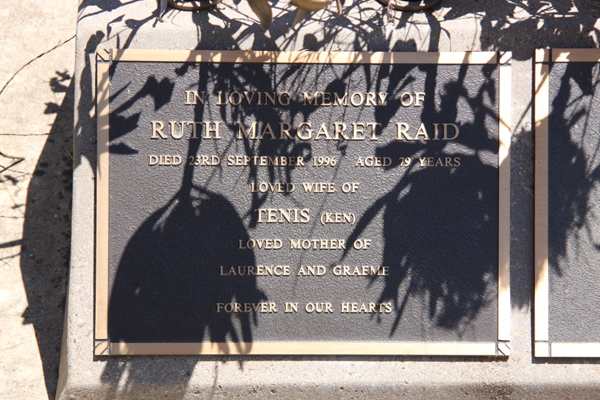 IN LOVING MEMORY OF
RUTH MARGARET RAID
DIED 23RD SEPTEMBER 1996 AGED 79 YEARS
LOVED WIFE OF
TENIS (KEN)
LOVED MOTHER OF
LAURENCE AND GRAEME
FOREVER IN OUR HEARTS